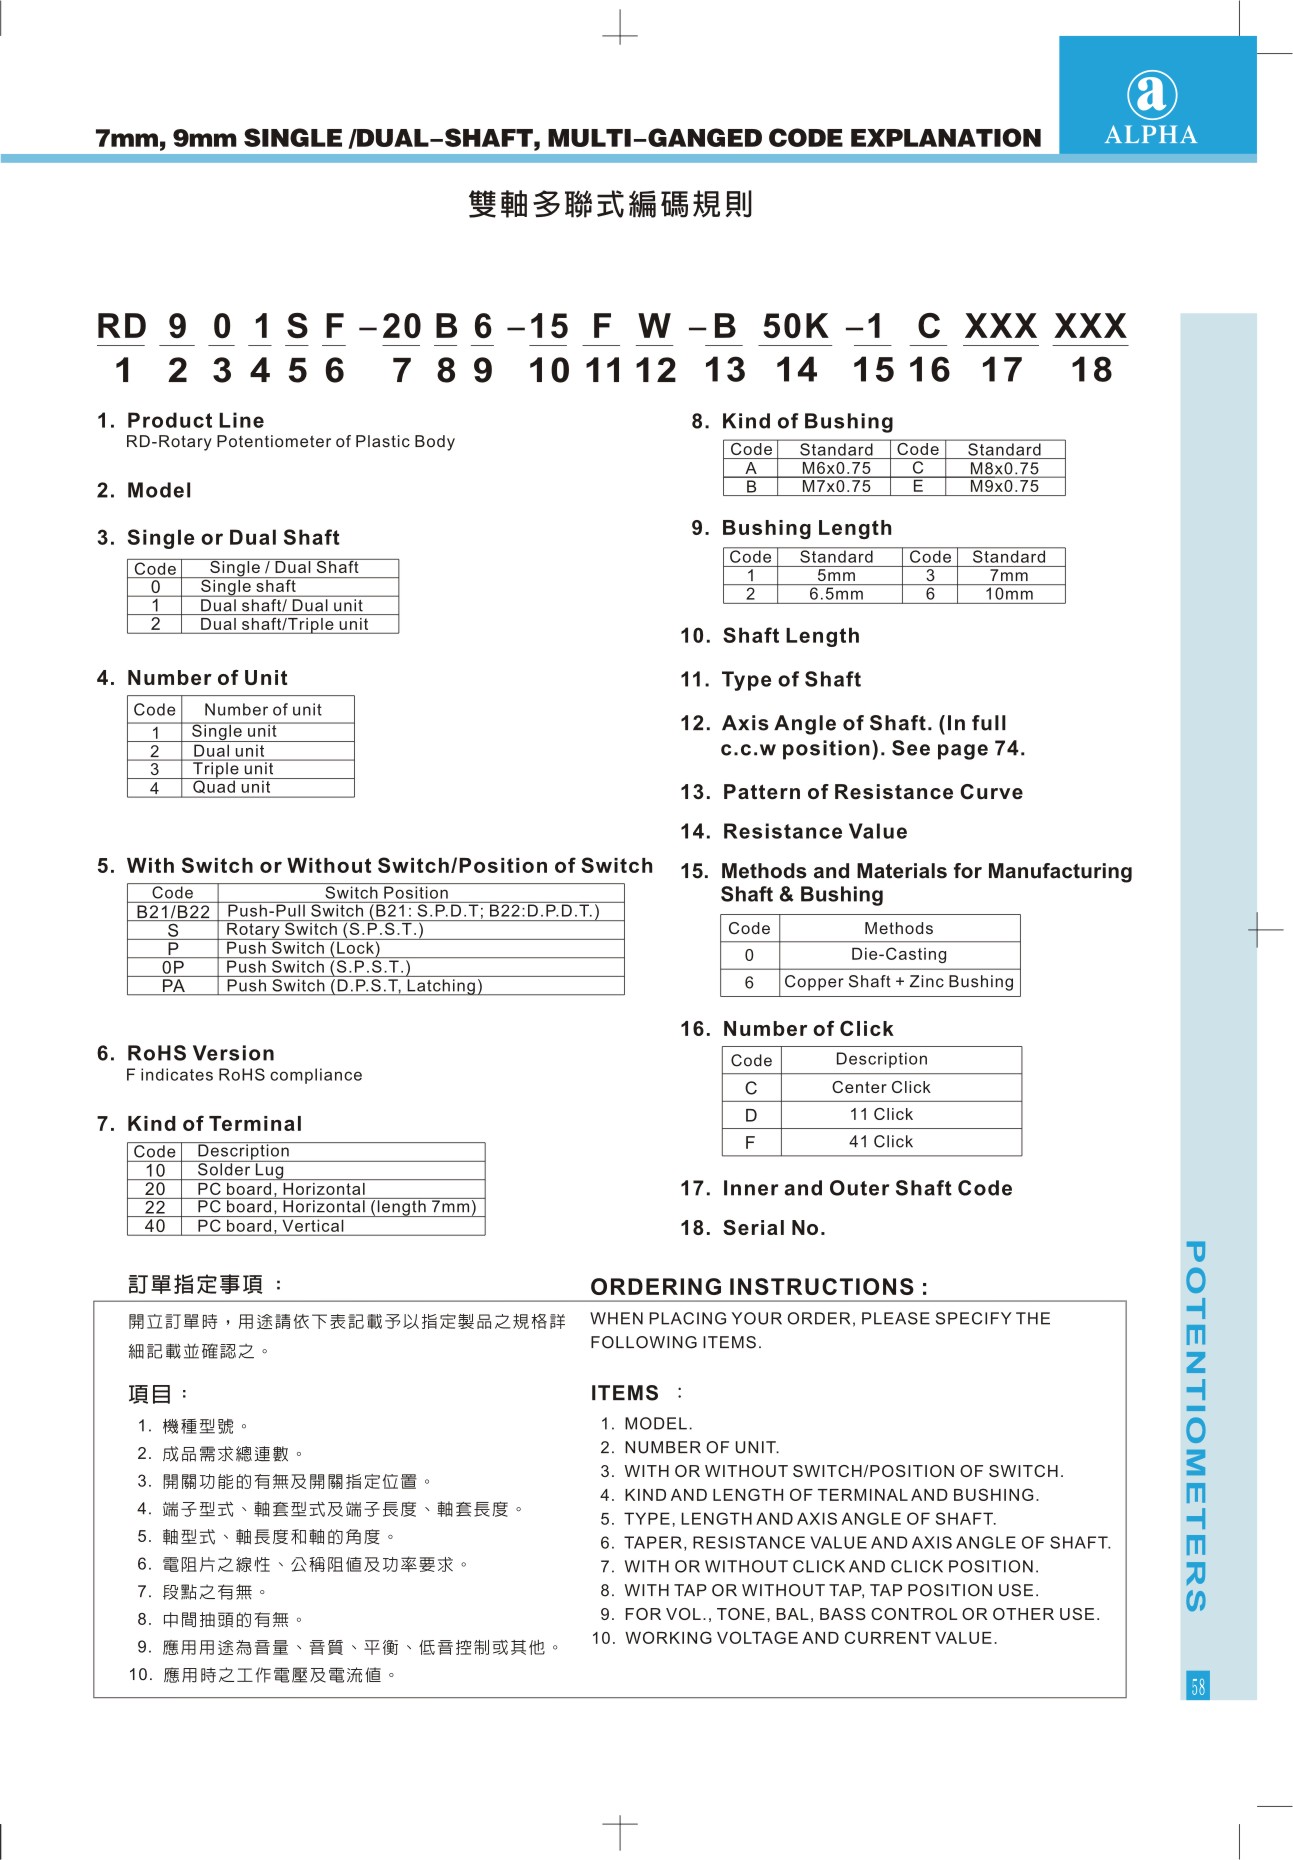 ALPHA
7mm, 9mm SINGLE /DUAL-SHAFT, MULTI-GANGED CODE EXPLANATION
雙軸多聯式編碼規則
RD 9 0 1 S F -20 B 6 -15 F W -B 50K -1 C XXX XXX
1 2 3 4 5 6 7 8 9 10 11 12 13 14 15 16 17 18
1. Product Line
RD-Rotary Potentiometer of Plastic Body
2. Model
3. Single or Dual Shaft
Code Single / Dual Shaft
0 Single shaft
1 Dual shaft/ Dual unit
2 Dual shaft/Triple unit
4. Number of Unit
Code Number of unit
1 Single unit
2 Dual unit
3 Triple unit
4 Quad unit
5. With Switch or Without Switch/Position of Switch
Code Switch Position
B21/B22 Push-Pull Switch (B21: S.P.D.T; B22:D.P.D.T.)
S Rotary Switch (S.P.S.T.)
P Push Switch (Lock)
0P Push Switch (S.P.S.T.)
PA Push Switch (D.P.S.T, Latching)
6. RoHS Version
F indicates RoHS compliance
7. Kind of Terminal
Code Description
10 Solder Lug
20 PC board, Horizontal
22 PC board, Horizontal (length 7mm)
40 PC board, Vertical
8. Kind of Bushing
Code Standard Code Standard
A M6x0.75 C M8x0.75
B M7x0.75 E M9x0.75
9. Bushing Length
Code Standard Code Standard
1 5mm 3 7mm
2 6.5mm 6 10mm
10. Shaft Length
11. Type of Shaft
12. Axis Angle of Shaft. (In full
c.c.w position). See page 74.
13. Pattern of Resistance Curve
14. Resistance Value
15. Methods and Materials for Manufacturing
Shaft & Bushing
Code Methods
0 Die-Casting
6 Copper Shaft + Zinc Bushing
16. Number of Click
Code Description
C Center Click
D 11 Click
F 41 Click
17. Inner and Outer Shaft Code
18. Serial No.
訂單指定事項：
開立訂單時，用途請依下表記載予以指定製品之規格詳
細記載並確認之。
項目：
1. 機種型號。
2. 成品需求總連數。
3. 開關功能的有無及開關指定位置。
4. 端子型式、軸套型式及端子長度、軸套長度。
5. 軸型式、軸長度和軸的角度。
6. 電阻片之線性、公稱阻值及功率要求。
7. 段點之有無。
8. 中間抽頭的有無。
9. 應用用途為音量、音質、平衡、低音控制或其他。
10. 應用時之工作電壓及電流值。
ORDERING INSTRUCTIONS :
WHEN PLACING YOUR ORDER, PLEASE SPECIFY THE
FOLLOWING ITEMS.
ITEMS :
1. MODEL.
2. NUMBER OF UNIT.
3. WITH OR WITHOUT SWITCH/POSITION OF SWITCH.
4. KIND AND LENGTH OF TERMINAL AND BUSHING.
5. TYPE, LENGTH AND AXIS ANGLE OF SHAFT.
6. TAPER, RESISTANCE VALUE AND AXIS ANGLE OF SHAFT.
7. WITH OR WITHOUT CLICK AND CLICK POSITION.
8. WITH TAP OR WITHOUT TAP, TAP POSITION USE.
9. FOR VOL., TONE, BAL, BASS CONTROL OR OTHER USE.
10. WORKING VOLTAGE AND CURRENT VALUE.
POTENTIOMETERS
58